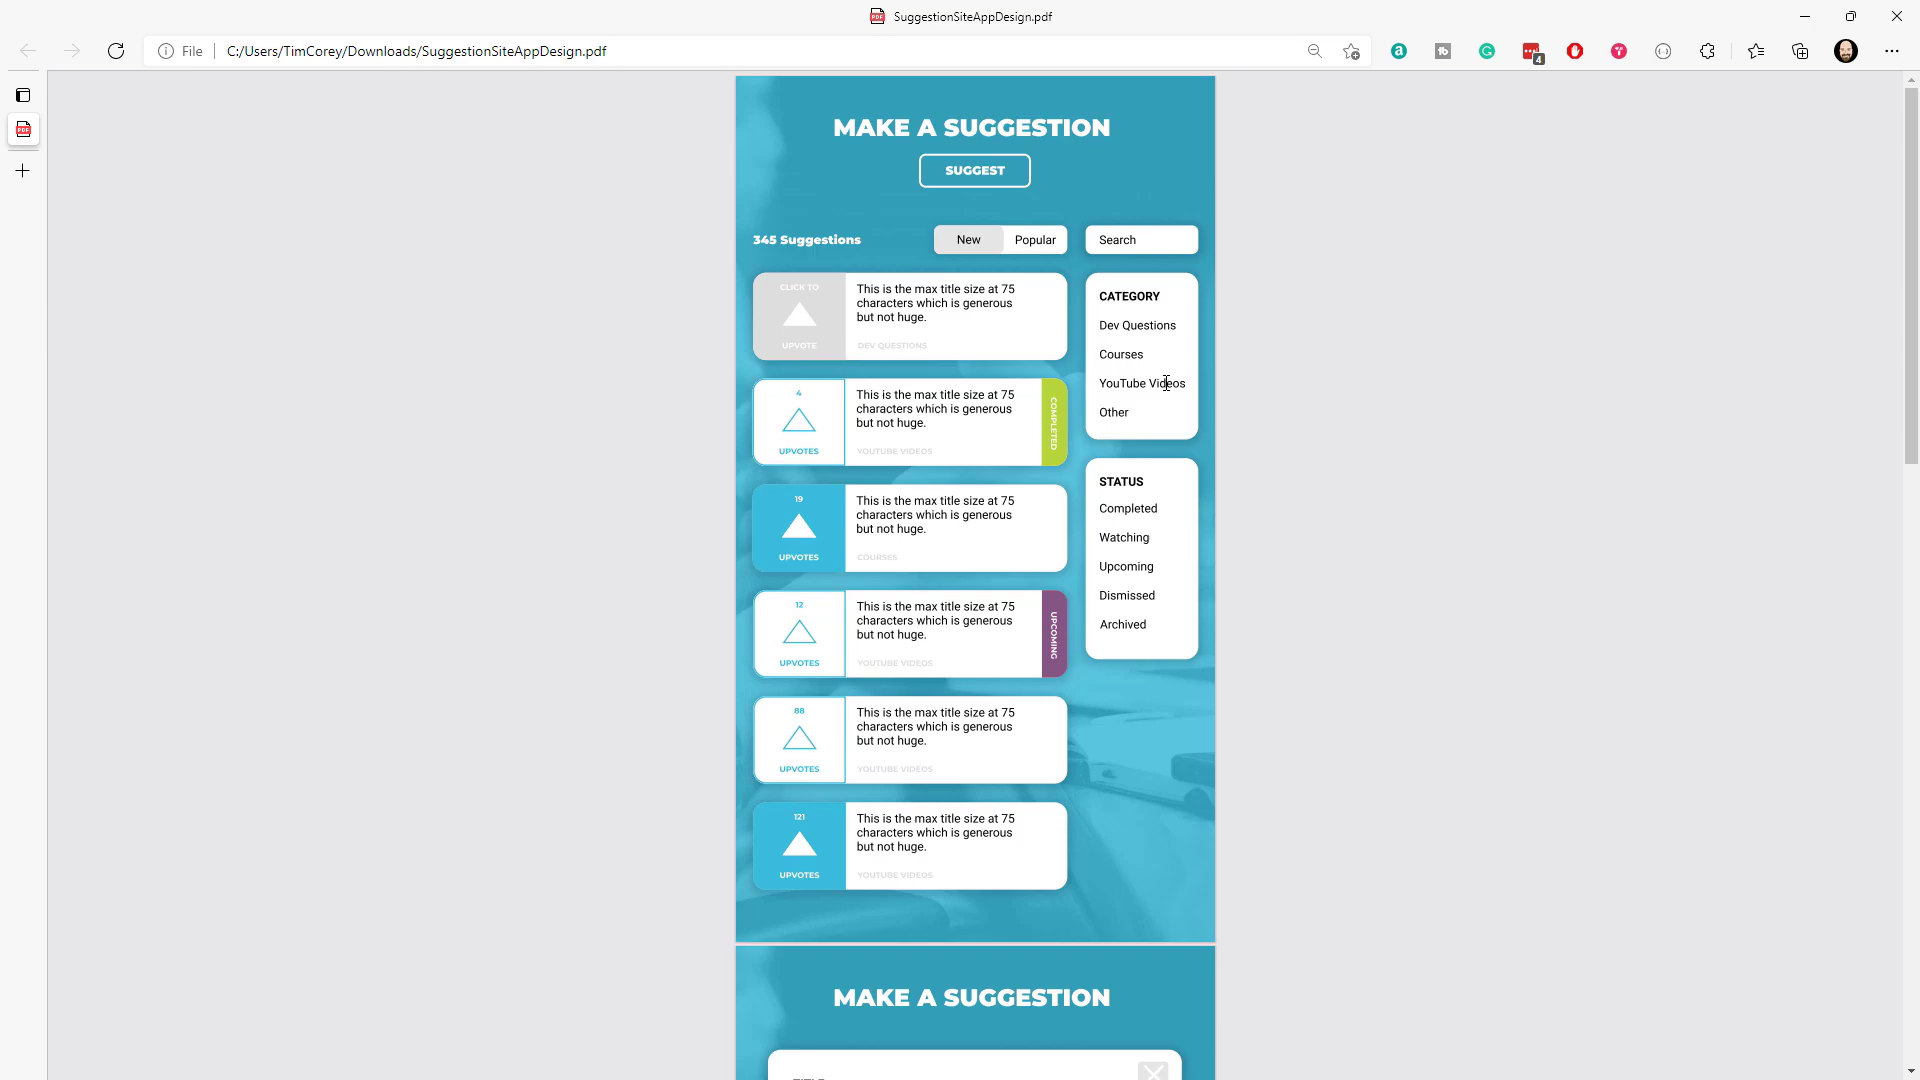 SuggestionSiteAppDesign.pdf
File
C:/Users/TimCorey/Downloads/SuggestionSiteAppDesign.pdf
4
MAKE A SUGGESTION
SUGGEST
345 Suggestions
New
Popular
Search
CLICK TO
UPVOTE
This is the max title size at 75
characters which is generous
but not huge.
DEV QUESTIONS
4
UPVOTES
This is the max title size at 75
characters which is generous
but not huge.
YOUTUBE VIDEOS
COMPLETED
19
UPVOTES
This is the max title size at 75
characters which is generous
but not huge.
COURSES
12
UPVOTES
This is the max title size at 75
characters which is generous
but not huge.
YOUTUBE VIDEOS
UPCOMING
88
UPVOTES
This is the max title size at 75
characters which is generous
but not huge.
YOUTUBE VIDEOS
121
UPVOTES
This is the max title size at 75
characters which is generous
but not huge.
YOUTUBE VIDEOS
CATEGORY
Dev Questions
Courses
YouTube Videos
Other
STATUS
Completed
Watching
Upcoming
Dismissed
Archived
MAKE A SUGGESTION